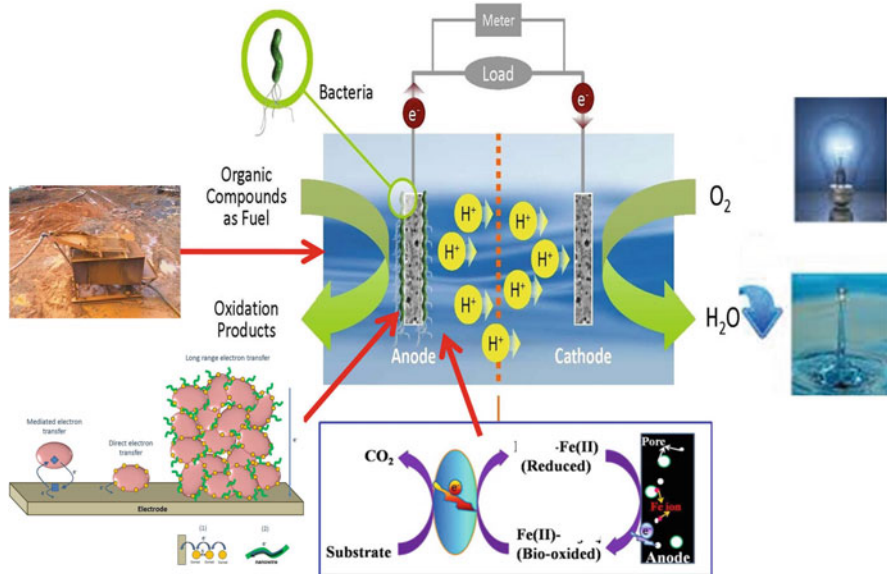 Meter
Load
Bacteria
e-
e-
Organic
Compounds
as Fuel
O₂
H⁺
H⁺
H⁺
H⁺
H⁺
H⁺
H⁺
H⁺
Oxidation
Products
H₂O
Anode
Cathode
Long range electron transfer
Mediated electron
transfer
Direct electron
transfer
e-
Electrode
(1)
(2)
nanowire
CO₂
-Fe(II)
(Reduced)
Pore
e-
Fe ion
Substrate
Fe(II)-
(Bio-oxided)
e-
Anode